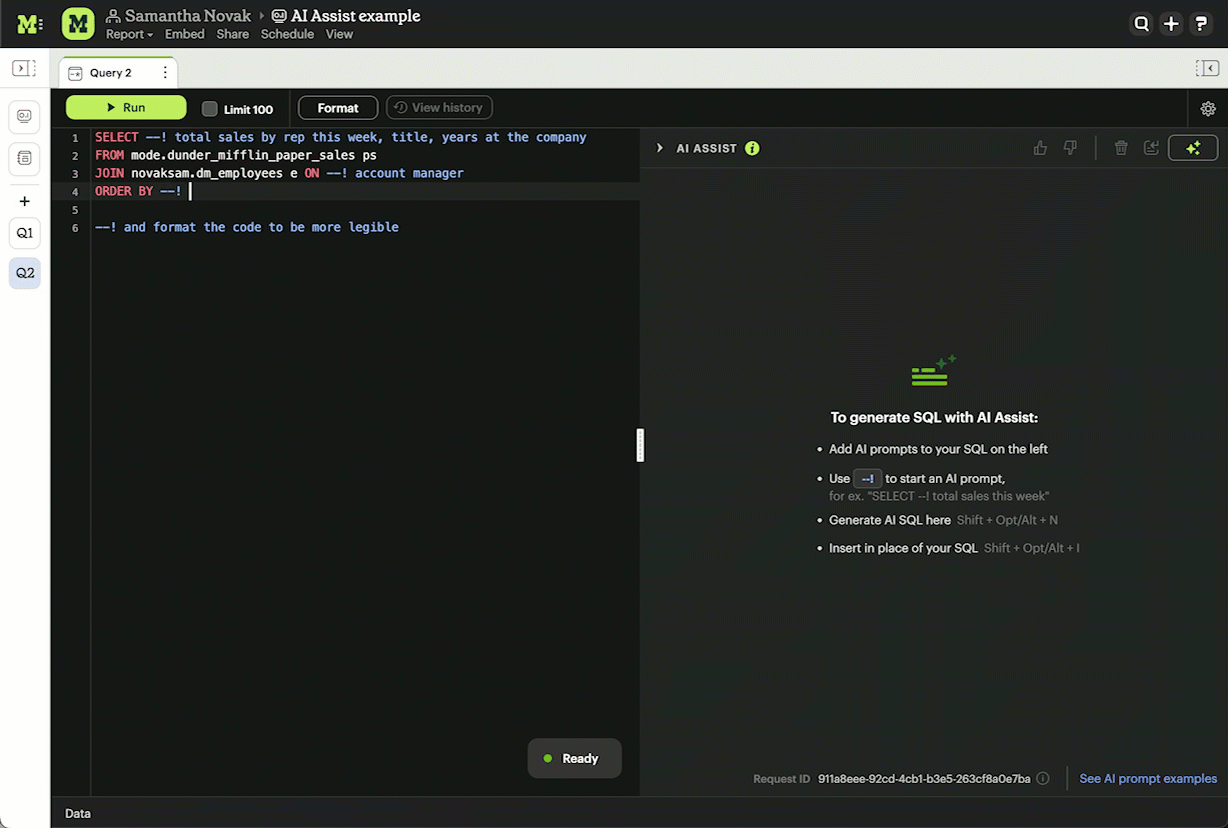 M
M
Samantha Novak › AI Assist example
Report Embed Share Schedule View
Query 2
Run Limit 100 Format View history
1 SELECT --! total sales by rep this week, title, years at the company
2 FROM mode.dunder_mifflin_paper_sales ps
3 JOIN novaksam.dm_employees e ON --! account manager
4 ORDER BY --!
5
6 --! and format the code to be more legible
Q1
Q2
AI ASSIST
To generate SQL with AI Assist:
• Add AI prompts to your SQL on the left
• Use --! to start an AI prompt,
for ex. "SELECT --! total sales this week"
• Generate AI SQL here Shift + Opt/Alt + N
• Insert in place of your SQL Shift + Opt/Alt + I
Ready
Request ID 911a8eee-92cd-4cb1-b3e5-263cf8a0e7ba See AI prompt examples
Data